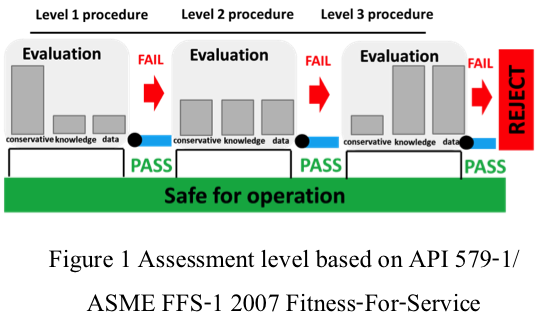 Level 1 procedure Level 2 procedure Level 3 procedure
Evaluation Evaluation Evaluation
FAIL FAIL FAIL
REJECT
conservative knowledge data conservative knowledge data conservative knowledge data
PASS PASS PASS
Safe for operation
Figure 1 Assessment level based on API 579-1/
ASME FFS-1 2007 Fitness-For-Service